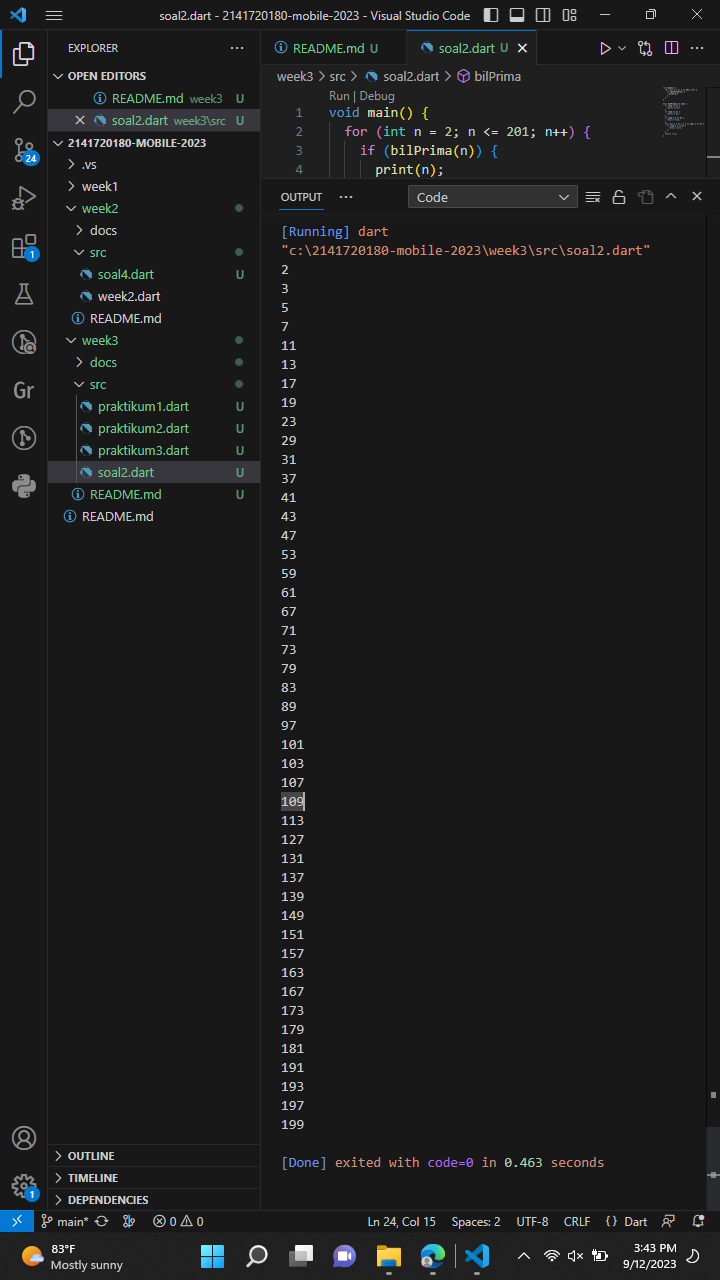 soal2.dart - 2141720180-mobile-2023 - Visual Studio Code
EXPLORER
OPEN EDITORS
README.md week3 U
soal2.dart week3\src U
2141720180-MOBILE-2023
.vs
week1
week2
docs
src
soal4.dart U
week2.dart
README.md
week3
docs
src
praktikum1.dart U
praktikum2.dart U
praktikum3.dart U
soal2.dart U
README.md U
README.md
OUTLINE
TIMELINE
DEPENDENCIES
24
1
Gr
1
README.md U
soal2.dart U
week3 > src > soal2.dart > bilPrima
Run | Debug
1 void main() {
2 for (int n = 2; n <= 201; n++) {
3 if (bilPrima(n)) {
4 print(n);
OUTPUT
Code
[Running] dart
"c:\2141720180-mobile-2023\week3\src\soal2.dart"
2
3
5
7
11
13
17
19
23
29
31
37
41
43
47
53
59
61
67
71
73
79
83
89
97
101
103
107
109
113
127
131
137
139
149
151
157
163
167
173
179
181
191
193
197
199
[Done] exited with code=0 in 0.463 seconds
main* 0 0 Ln 24, Col 15 Spaces: 2 UTF-8 CRLF { } Dart
83°F
Mostly sunny
3:43 PM
9/12/2023